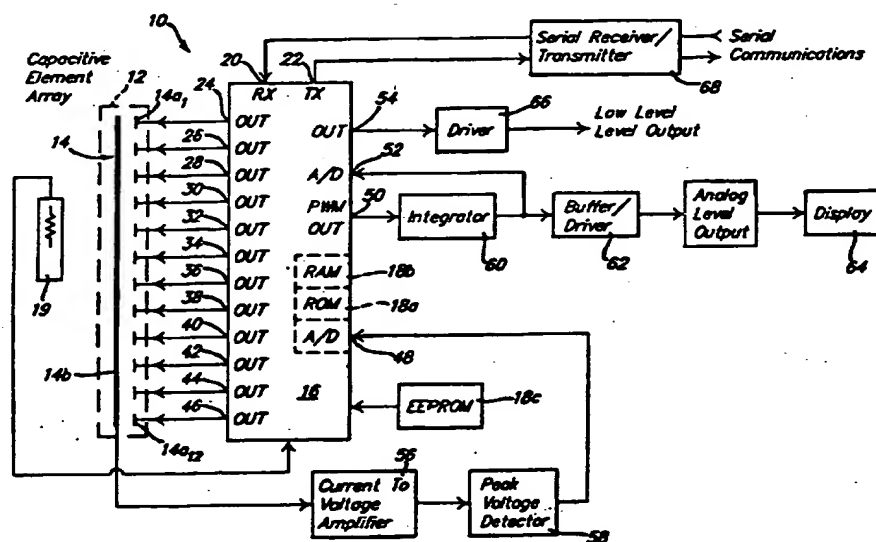 10
Capacitive
Element
Array
12
14a1
14
19
14b
14a12
20
22
RX
TX
24
OUT
26
OUT
28
OUT
30
OUT
32
OUT
34
OUT
36
OUT
38
OUT
40
OUT
42
OUT
44
OUT
46
OUT
54
OUT
52
A/D
50
PWM
OUT
RAM
18b
ROM
18a
A/D
48
16
EEPROM
18c
Serial Receiver/
Transmitter
68
Serial
Communications
66
Driver
Low Level
Level Output
Integrator
60
Buffer/
Driver
62
Analog
Level
Output
Display
64
56
Current To
Voltage
Amplifier
Peak
Voltage
Detector
58